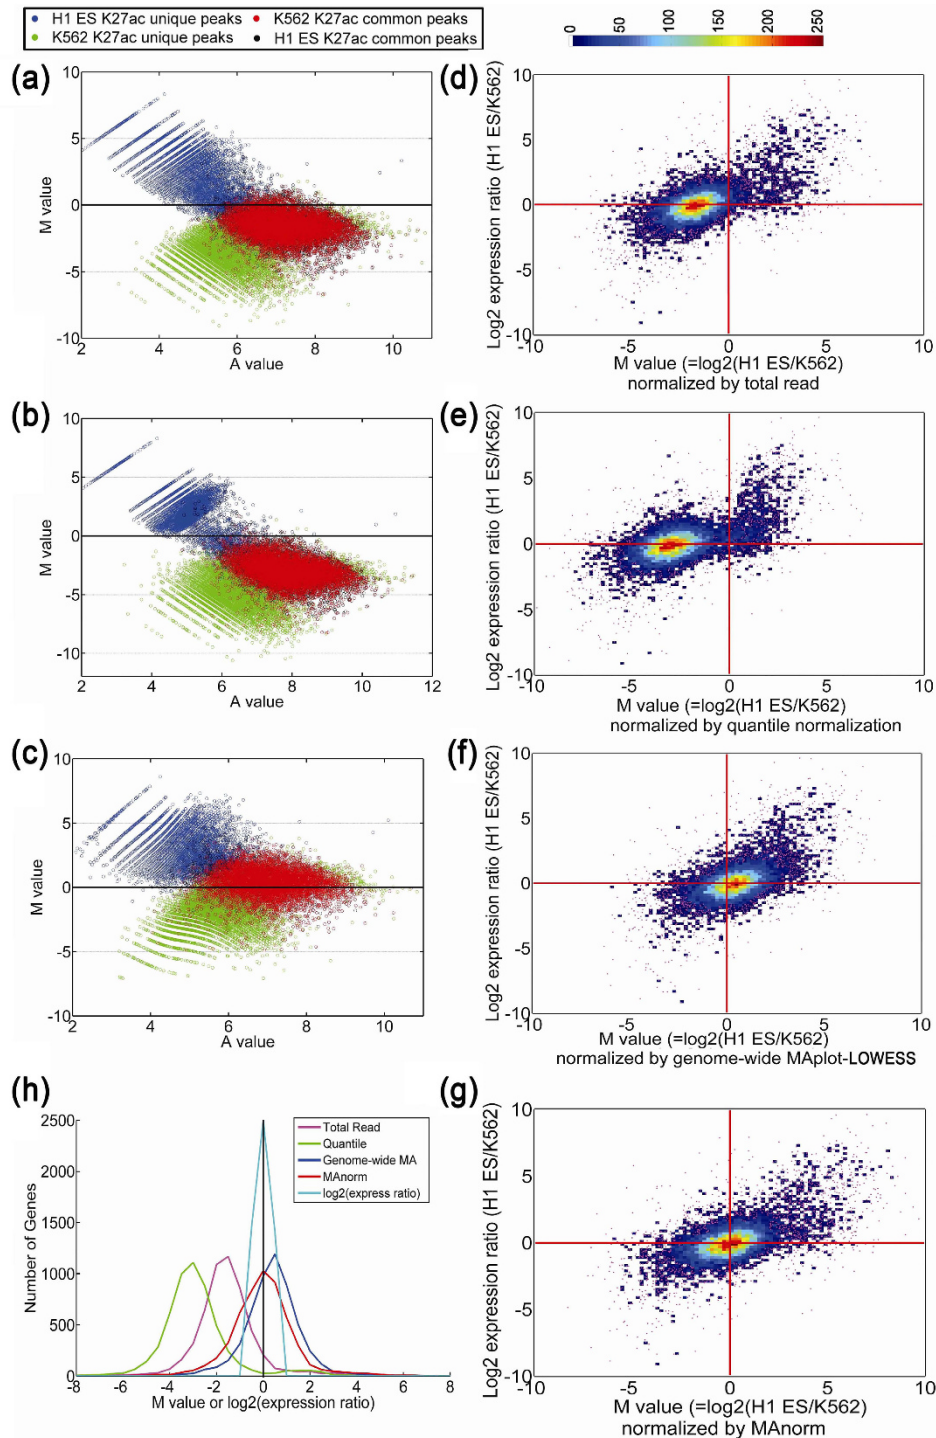 H1 ES K27ac unique peaks
K562 K27ac common peaks
K562 K27ac unique peaks
H1 ES K27ac common peaks
0 50 100 150 200 250
(a)
10
5
0
-5
-10
M value
2 4 6 8 10
A value
(d)
10
5
0
-5
-10
Log2 expression ratio (H1 ES/K562)
-10 -5 0 5 10
M value (=log2(H1 ES/K562)
normalized by total read
(b)
10
5
0
-5
-10
M value
2 4 6 8 10 12
A value
(e)
10
5
0
-5
-10
Log2 expression ratio (H1 ES/K562)
-5 0 5 10
M value (=log2(H1 ES/K562)
normalized by quantile normalization
(c)
10
5
0
-5
-10
M value
2 4 6 8 10
A value
(f)
10
5
0
-5
-10
Log2 expression ratio (H1 ES/K562)
-5 0 5 10
M value (=log2(H1 ES/K562)
normalized by genome-wide MAplot-LOWESS
(h)
2500
2000
1500
1000
500
0
Number of Genes
Total Read
Quantile
Genome-wide MA
MAnorm
log2(express ratio)
-8 -6 -4 -2 0 2 4 6 8
M value or log2(expression ratio)
(g)
10
5
0
-5
-10
Log2 expression ratio (H1 ES/K562)
-10 -5 0 5 10
M value (=log2(H1 ES/K562)
normalized by MAnorm